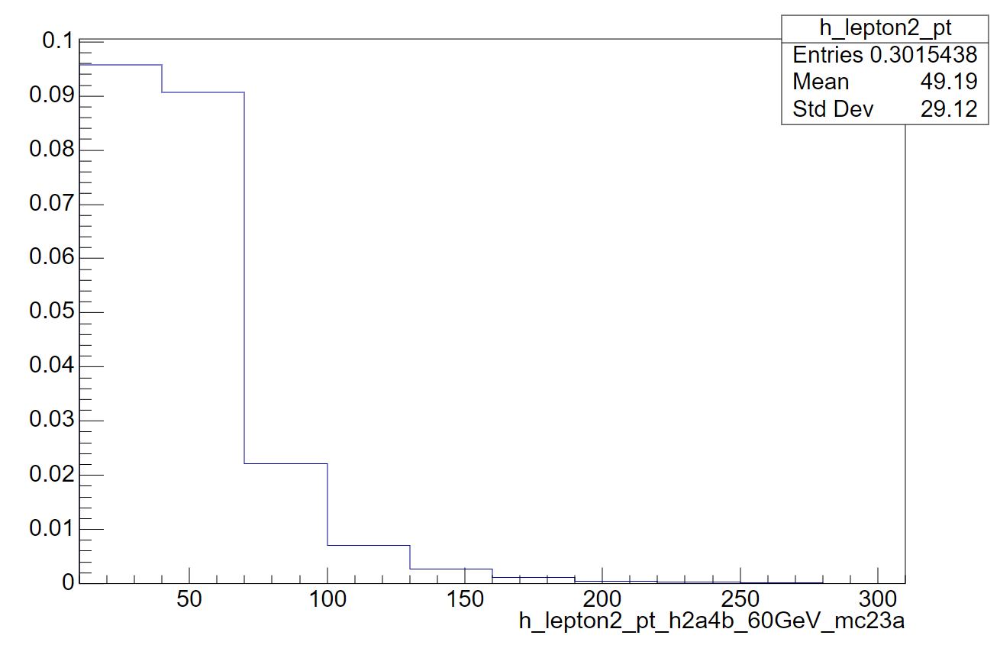 h_lepton2_pt
Entries 0.3015438
Mean 49.19
Std Dev 29.12
0.1
0.09
0.08
0.07
0.06
0.05
0.04
0.03
0.02
0.01
0
50 100 150 200 250 300
h_lepton2_pt_h2a4b_60GeV_mc23a